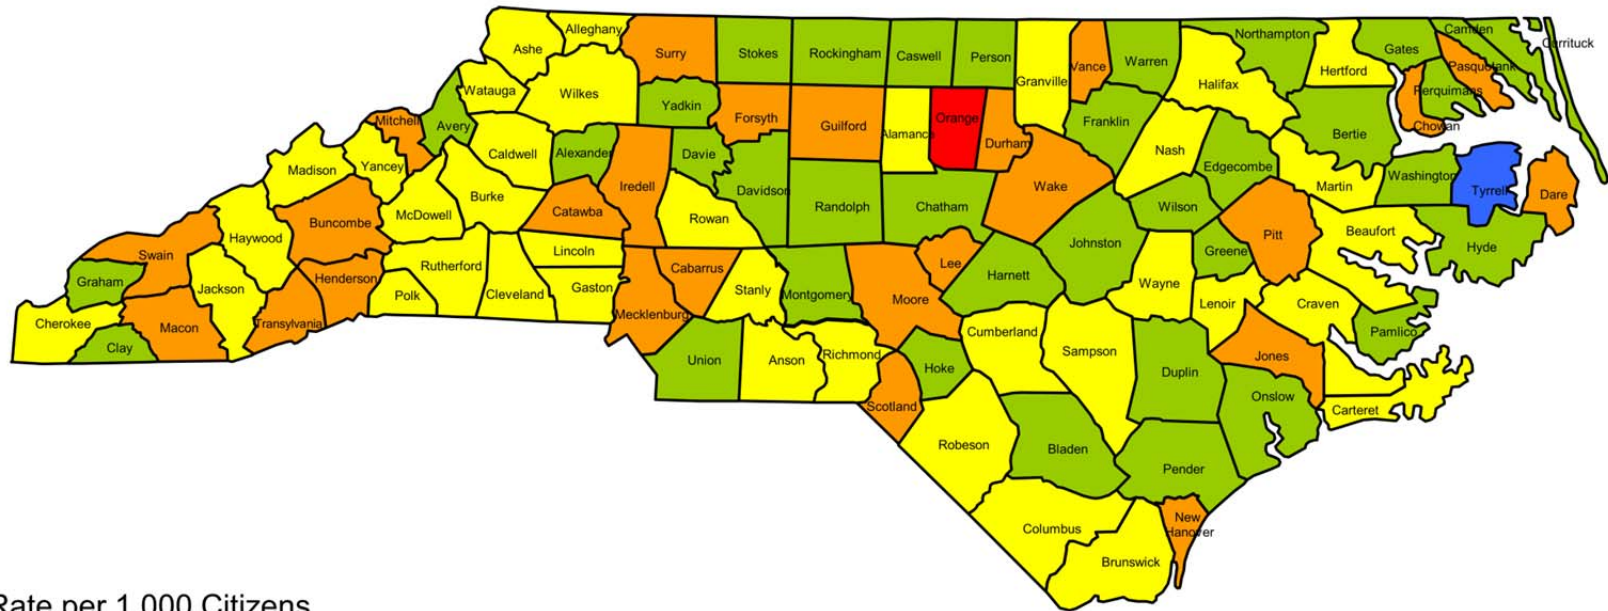 Ashe
Alleghany
Surry
Stokes
Rockingham
Caswell
Person
Granville
Vance
Warren
Northampton
Halifax
Hertford
Gates
Camden
Currituck
Pasquotank
Perquimans
Chowan
Watauga
Wilkes
Yadkin
Forsyth
Guilford
Alamance
Orange
Durham
Franklin
Nash
Edgecombe
Bertie
Mitchell
Avery
Caldwell
Alexander
Iredell
Davie
Davidson
Randolph
Chatham
Wake
Wilson
Martin
Washington
Tyrrell
Dare
Madison
Yancey
McDowell
Burke
Catawba
Rowan
Johnston
Greene
Pitt
Beaufort
Hyde
Swain
Haywood
Buncombe
Rutherford
Lincoln
Cabarrus
Stanly
Montgomery
Moore
Lee
Harnett
Wayne
Lenoir
Craven
Pamlico
Graham
Jackson
Henderson
Polk
Cleveland
Gaston
Mecklenburg
Cherokee
Clay
Macon
Transylvania
Union
Anson
Richmond
Hoke
Cumberland
Sampson
Duplin
Jones
Onslow
Carteret
Scotland
Robeson
Bladen
Pender
Columbus
Brunswick
New
Hanover
Rate per 1,000 Citizens